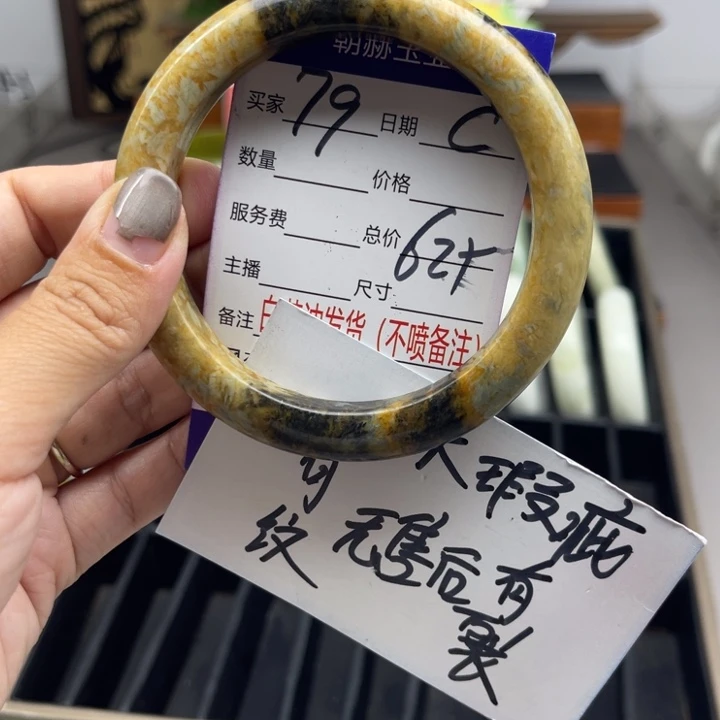 朝赫玉
买家 79 日期 C
数量 价格
服务费 总价 62f
主播 尺寸
备注 发货(不喷备注)
大瑕疵
无售后有裂
纹